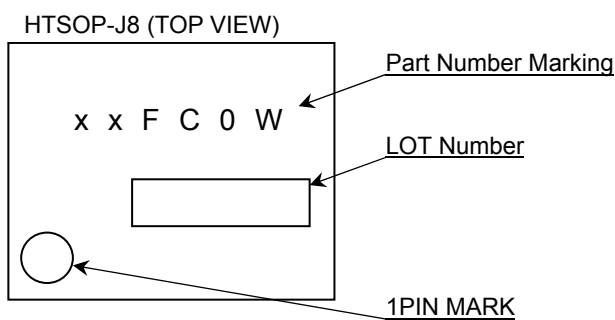 HTSOP-J8 (TOP VIEW)
Part Number Marking
x x F C 0 W
LOT Number
1PIN MARK